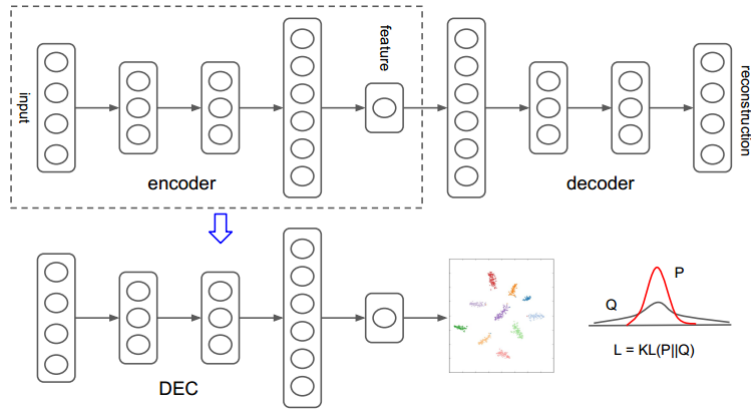 input
encoder
feature
decoder
reconstruction
DEC
Q
P
L = KL(P||Q)